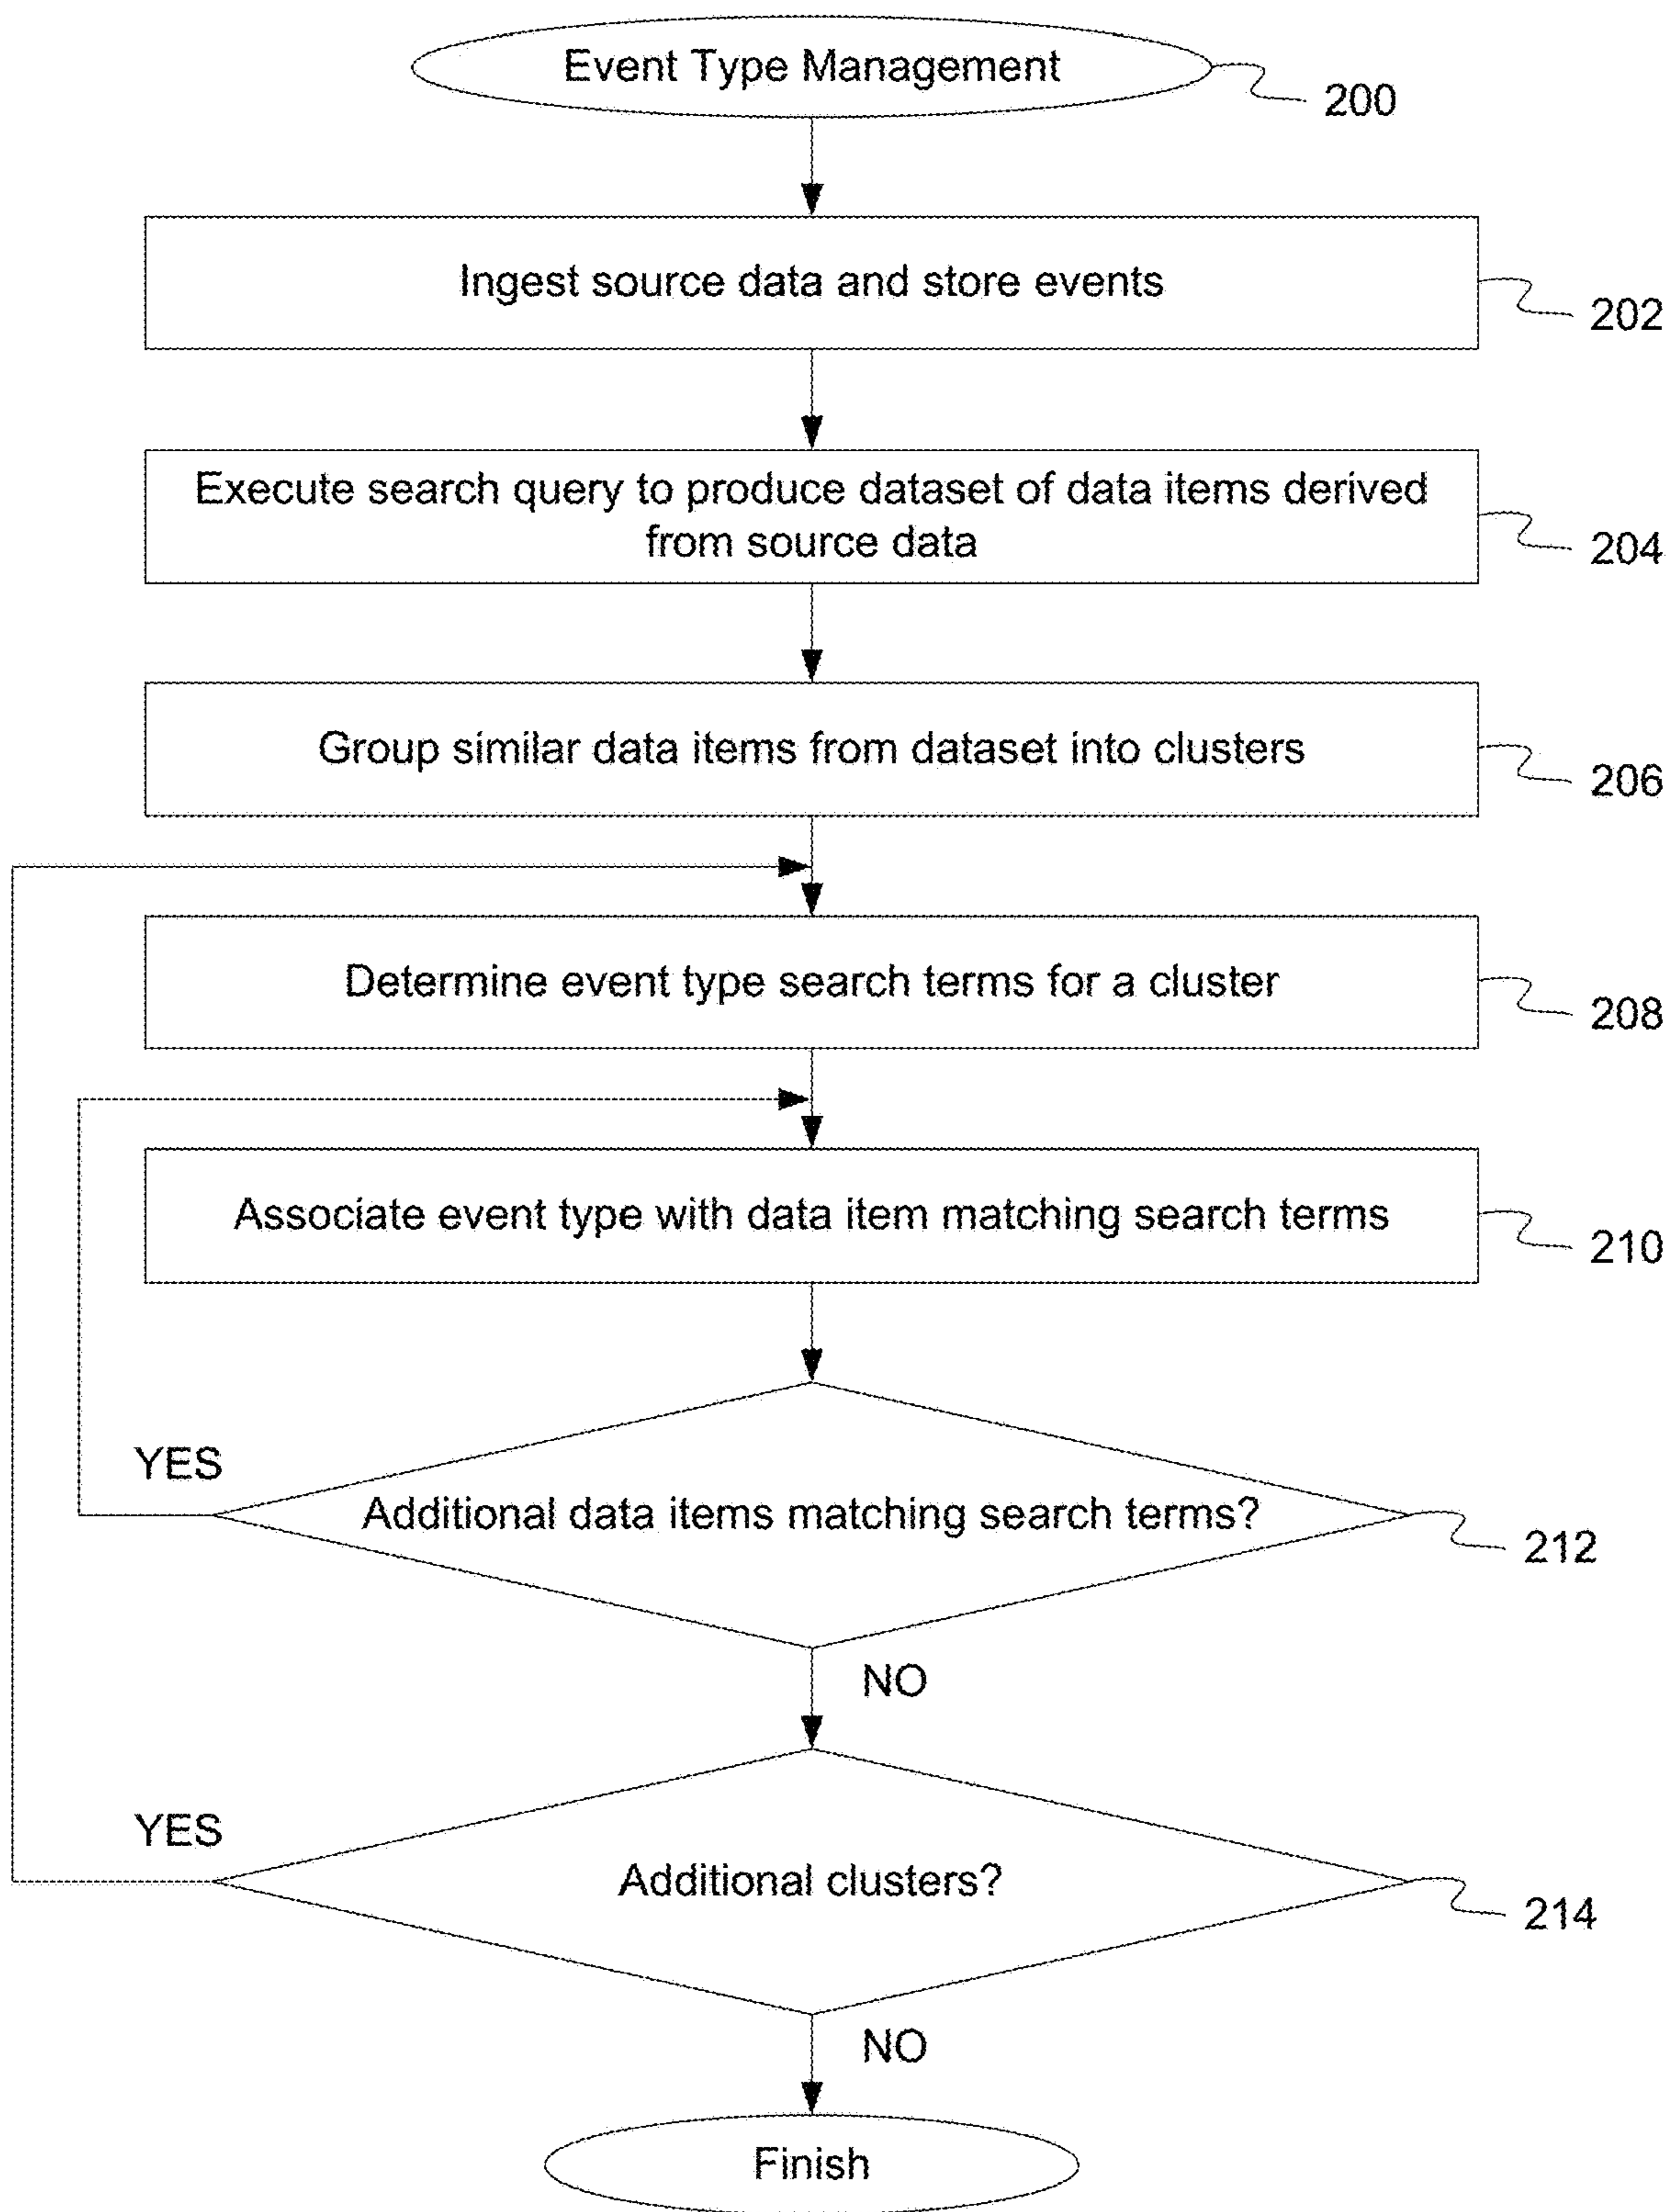 Event Type Management
200
Ingest source data and store events
202
Execute search query to produce dataset of data items derived
from source data
204
Group similar data items from dataset into clusters
206
Determine event type search terms for a cluster
208
Associate event type with data item matching search terms
210
YES
Additional data items matching search terms?
212
NO
YES
Additional clusters?
214
NO
Finish